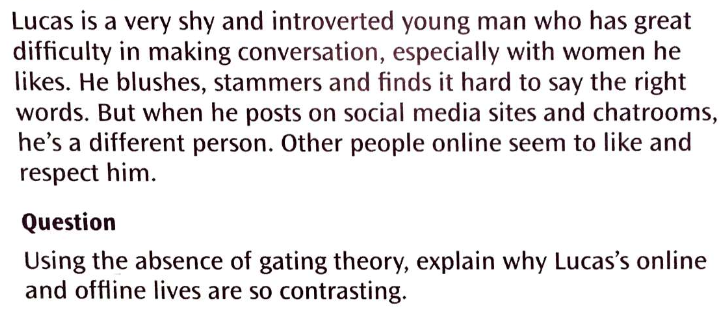 Lucas is a very shy and introverted young man who has great
difficulty in making conversation, especially with women he
likes. He blushes, stammers and finds it hard to say the right
words. But when he posts on social media sites and chatrooms,
he's a different person. Other people online seem to like and
respect him.
Question
Using the absence of gating theory, explain why Lucas's online
and offline lives are so contrasting.